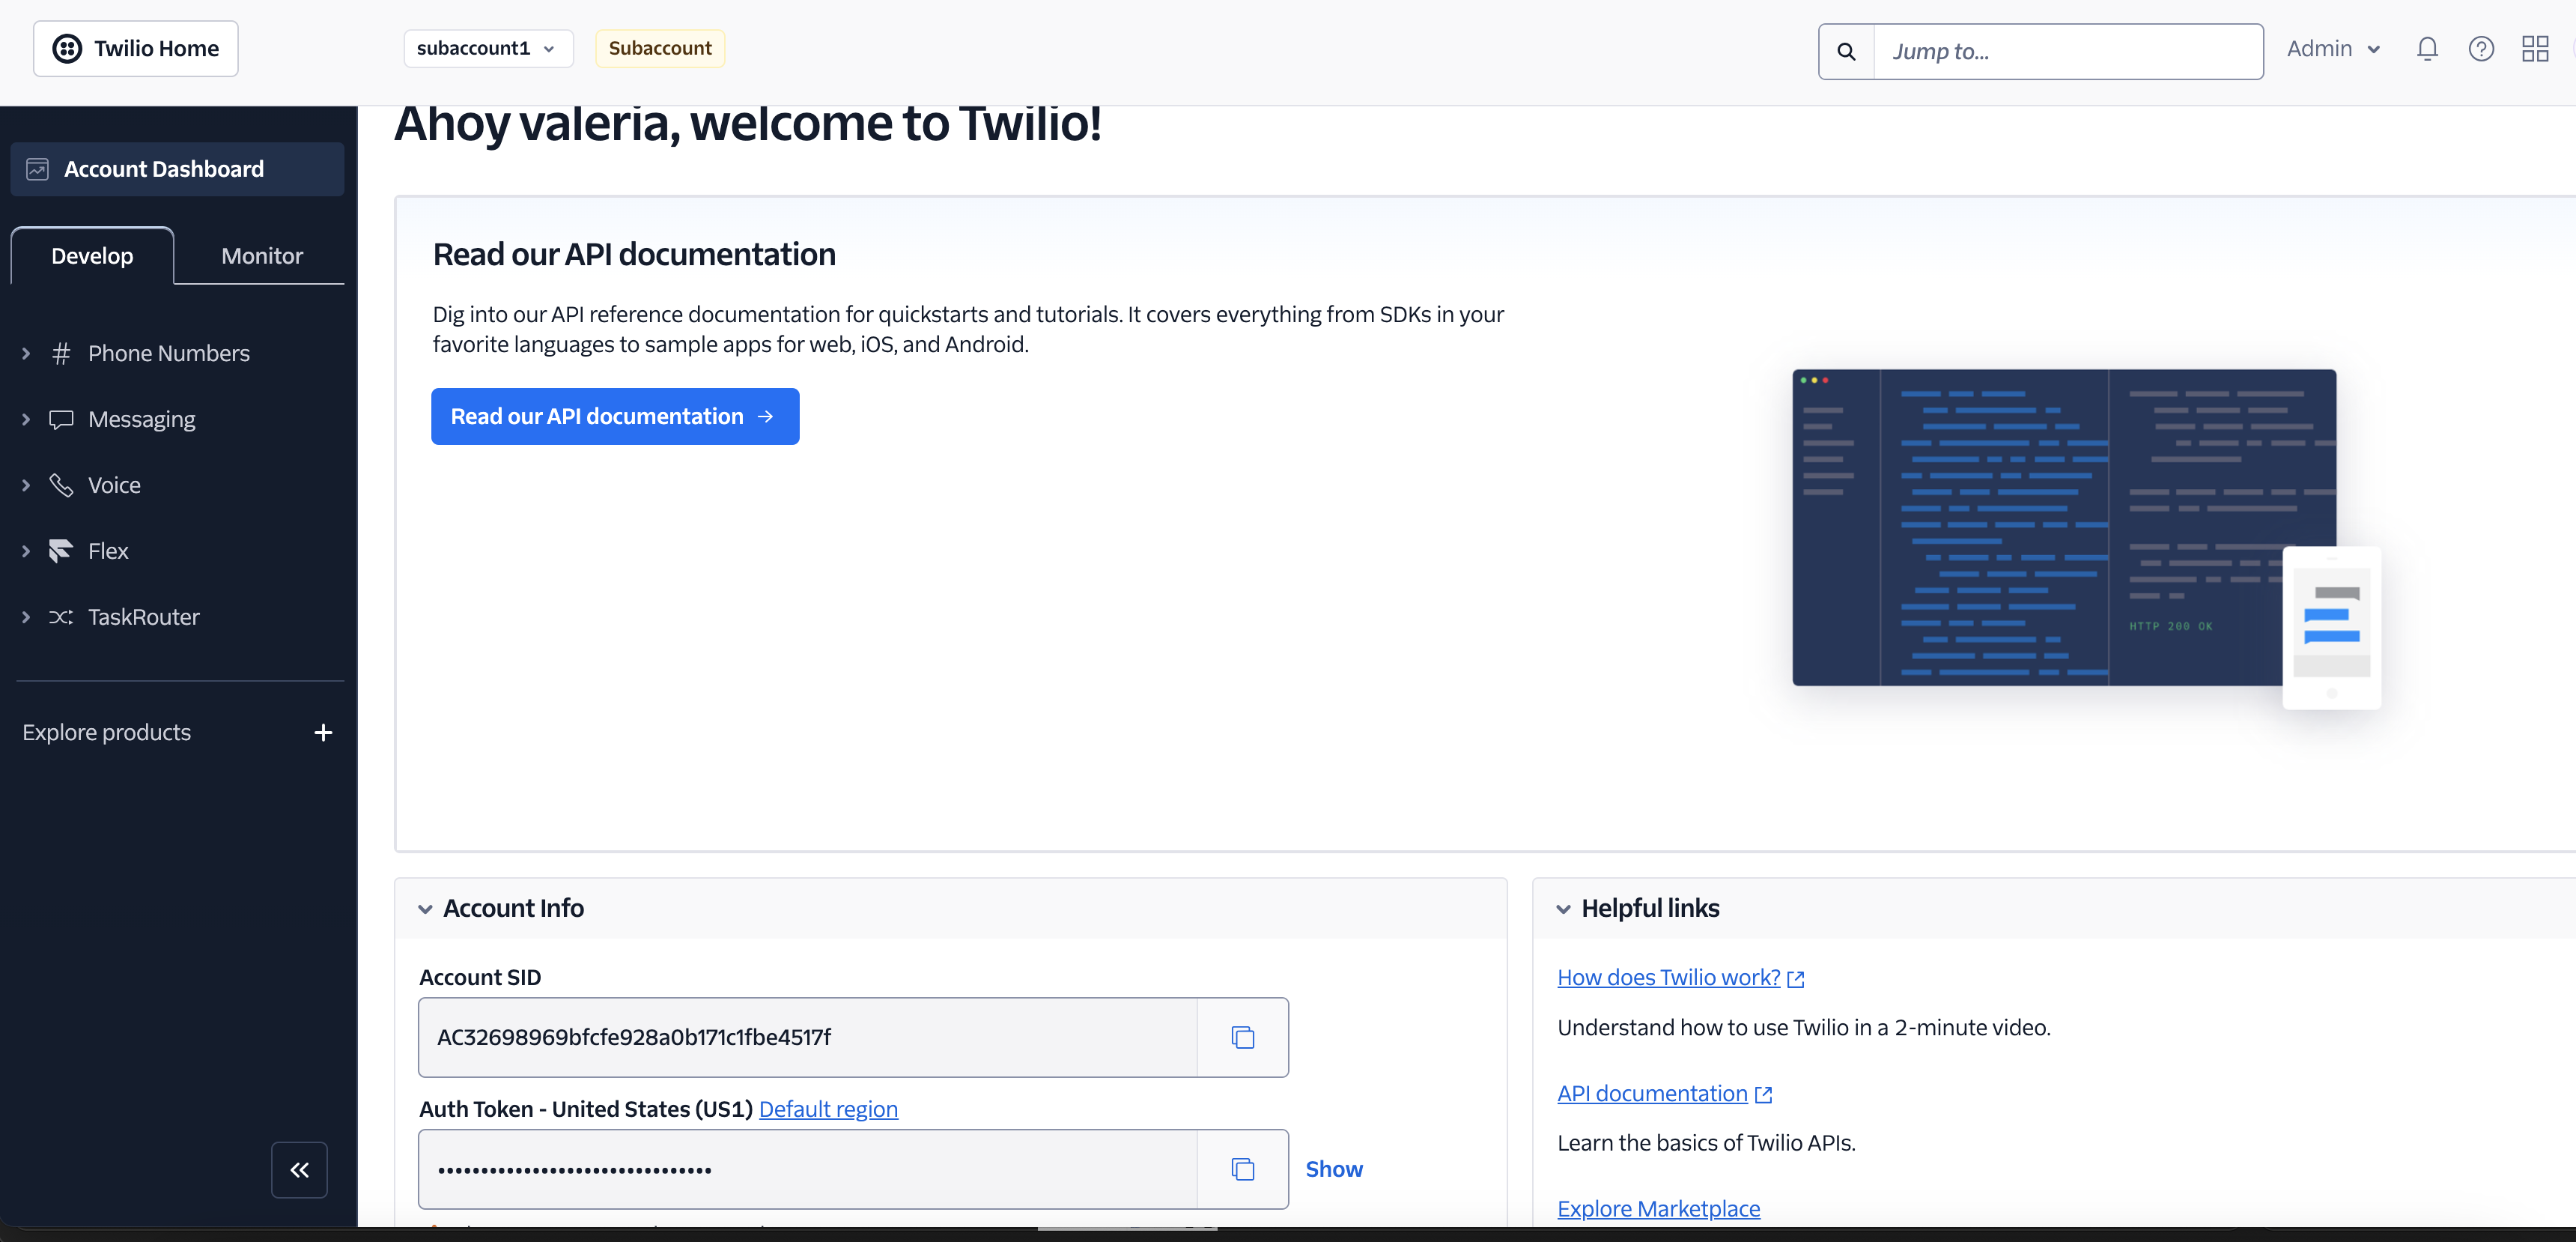 Twilio Home
subaccount1
Subaccount
Jump to...
Admin
Account Dashboard
Develop
Monitor
Phone Numbers
Messaging
Voice
Flex
TaskRouter
Explore products
Ahoy valeria, welcome to Twilio!
Read our API documentation
Dig into our API reference documentation for quickstarts and tutorials. It covers everything from SDKs in your
favorite languages to sample apps for web, iOS, and Android.
Read our API documentation →
HTTP 200 OK
Account Info
Account SID
AC32698969bfcfe928a0b171c1fbe4517f
Auth Token - United States (US1) Default region
••••••••••••••••••••••••••••••••
Show
Helpful links
How does Twilio work?
Understand how to use Twilio in a 2-minute video.
API documentation
Learn the basics of Twilio APIs.
Explore Marketplace